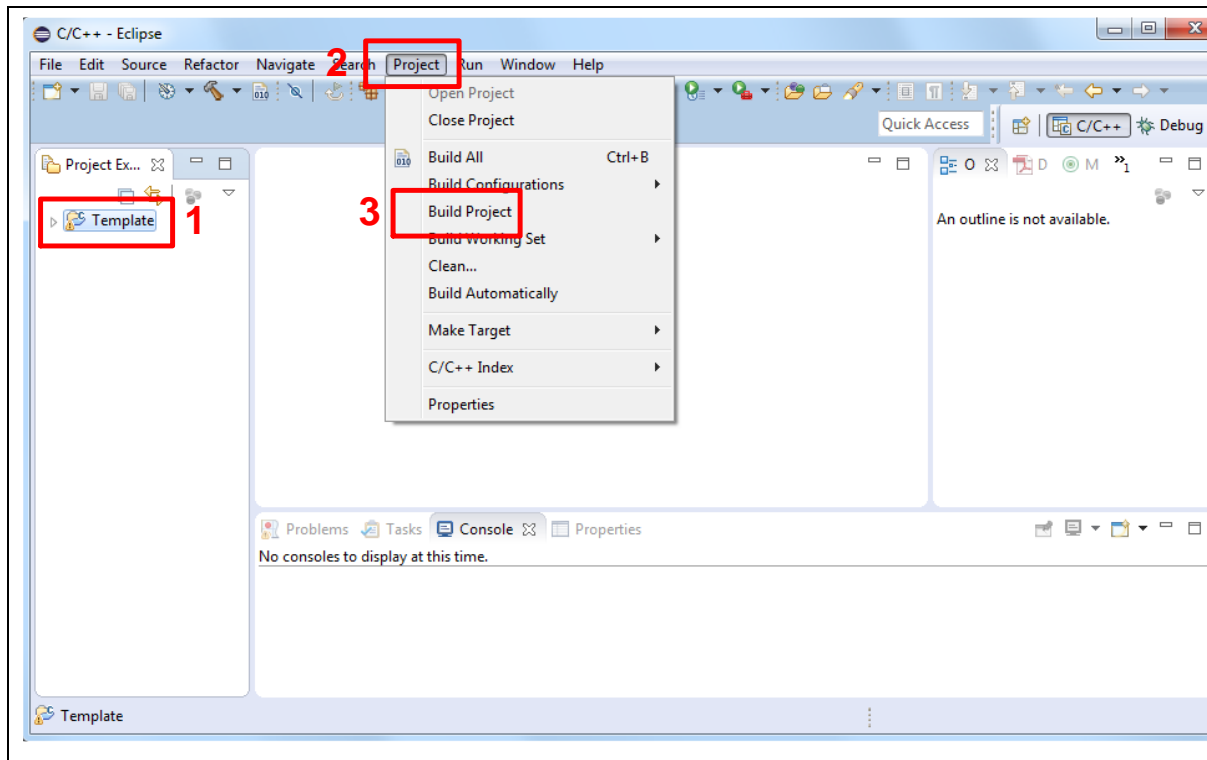 C/C++ - Eclipse
File Edit Source Refactor Navigate Search Project Run Window Help
2
Open Project
Close Project
Quick Access
C/C++
Debug
Project Ex...
Build All Ctrl+B
O D M »1
Build Configurations
Template
1
3
Build Project
An outline is not available.
Build Working Set
Clean...
Build Automatically
Make Target
C/C++ Index
Properties
Problems Tasks Console Properties
No consoles to display at this time.
Template